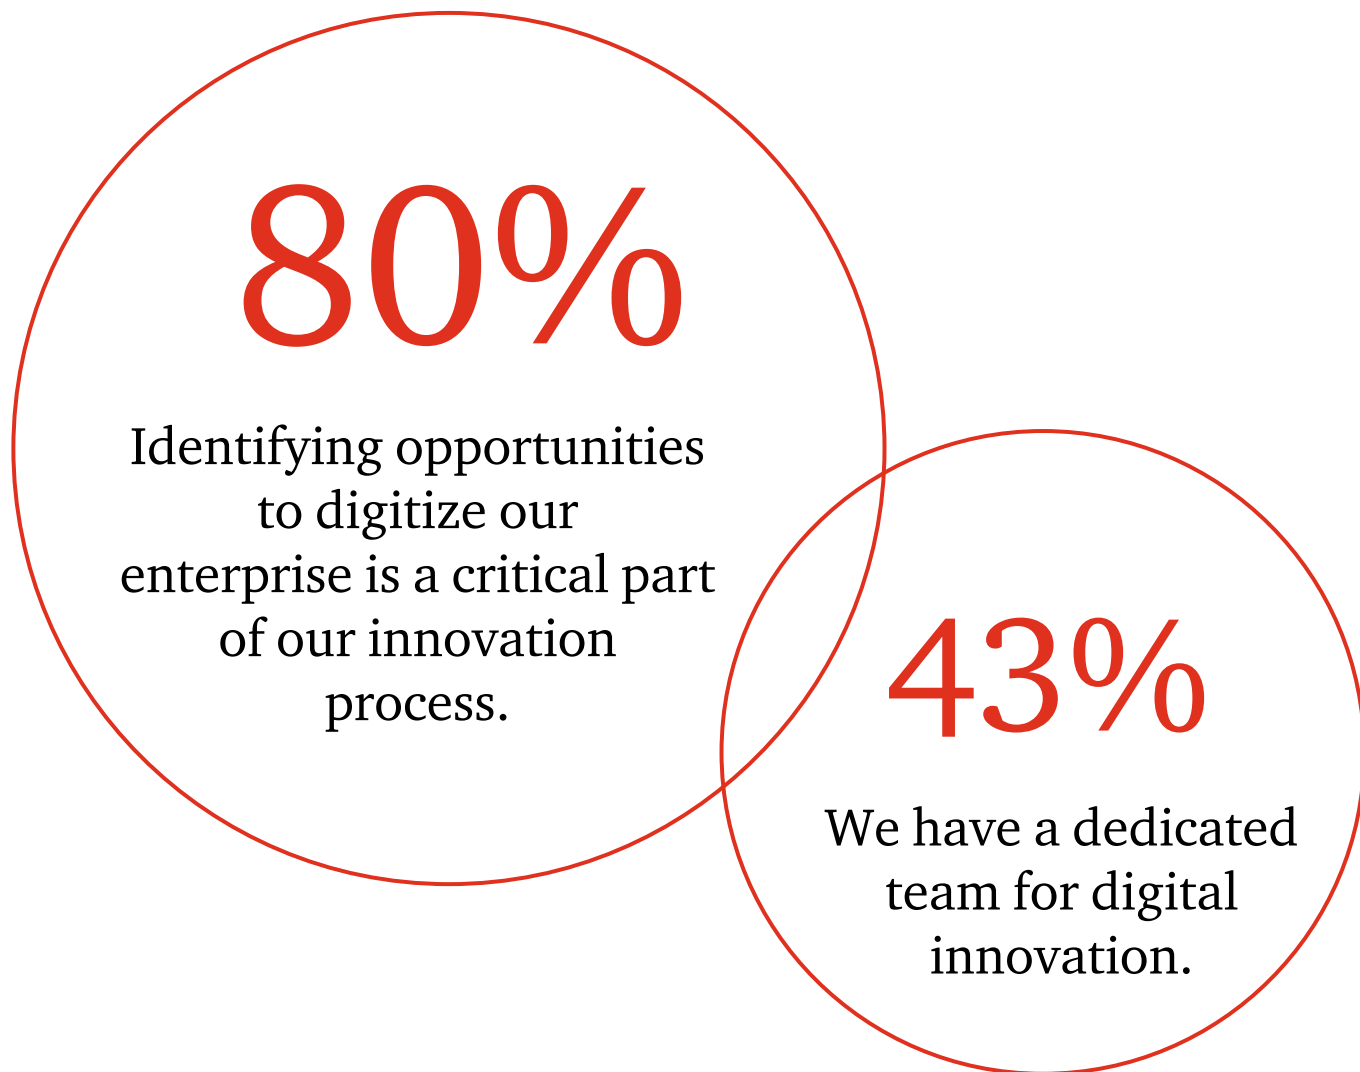 80%
Identifying opportunities
to digitize our
enterprise is a critical part
of our innovation
process.
43%
We have a dedicated
team for digital
innovation.